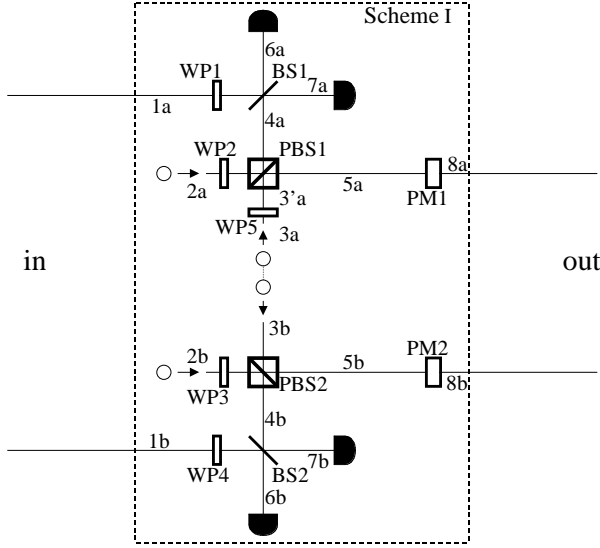 Scheme I
6a
WP1
BS1
7a
1a
4a
WP2
PBS1
8a
2a
5a
3'a
PM1
WP5
3a
in
out
3b
2b
5b
PM2
WP3
PBS2
8b
4b
1b
7b
WP4
BS2
6b